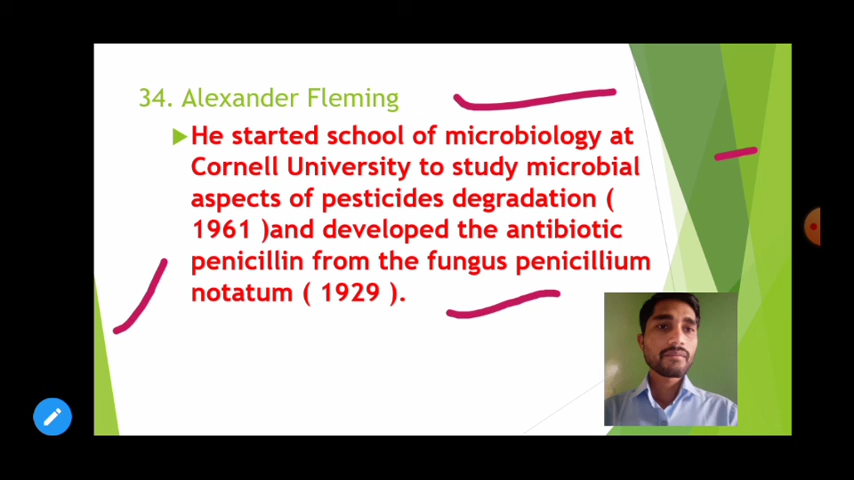 34. Alexander Fleming
He started school of microbiology at
Cornell University to study microbial
aspects of pesticides degradation (
1961 )and developed the antibiotic
penicillin from the fungus penicillium
notatum ( 1929 ).